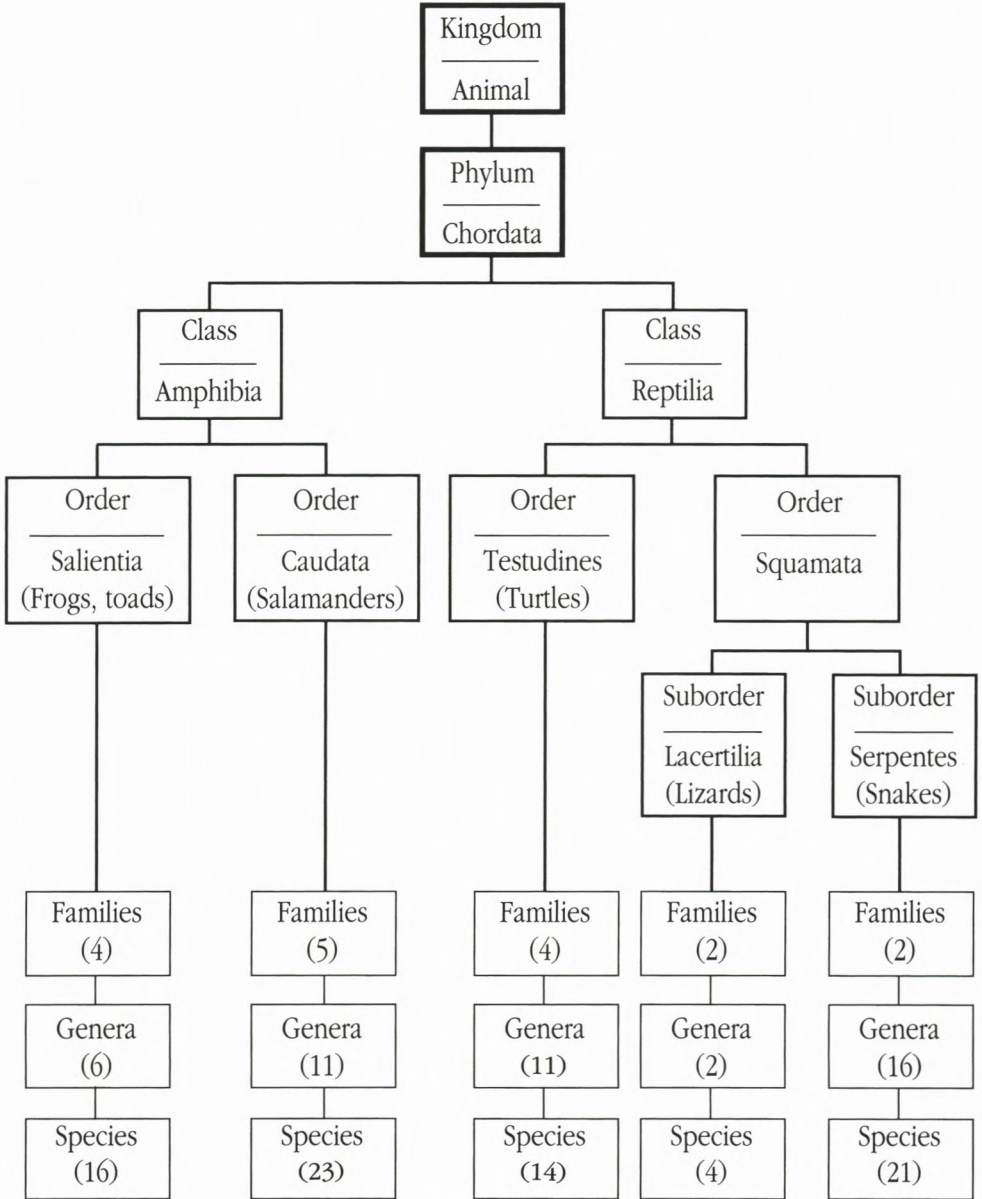 Kingdom
Animal
Phylum
Chordata
Class
Amphibia
Class
Reptilia
Order
Salientia
(Frogs, toads)
Order
Caudata
(Salamanders)
Order
Testudines
(Turtles)
Order
Squamata
Suborder
Lacertilia
(Lizards)
Suborder
Serpentes
(Snakes)
Families
(4)
Families
(5)
Families
(4)
Families
(2)
Families
(2)
Genera
(6)
Genera
(11)
Genera
(11)
Genera
(2)
Genera
(16)
Species
(16)
Species
(23)
Species
(14)
Species
(4)
Species
(21)